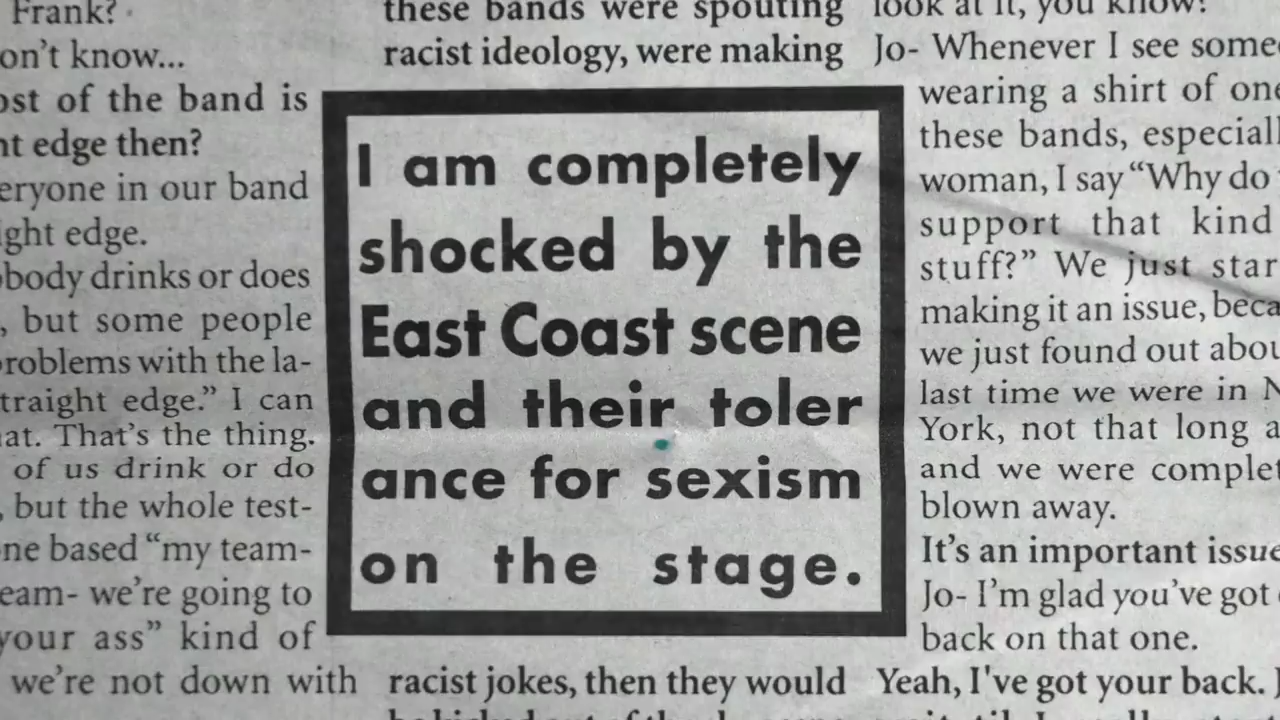 Frank?
on't know...
ost of the band is
ht edge then?
eryone in our band
ight edge.
obody drinks or does
, but some people
problems with the la-
traight edge." I can
hat. That's the thing.
of us drink or do
, but the whole test-
ne based "my team-
eam- we're going to
your ass" kind of
we're not down with
these bands were spouting
racist ideology, were making
I am completely
shocked by the
East Coast scene
and their toler
ance for sexism
on the stage.
racist jokes, then they would
look at it, you know?
Jo- Whenever I see some
wearing a shirt of one
these bands, especiall
woman, I say "Why do
support that kind
stuff?" We just star
making it an issue, beca
we just found out abou
last time we were in N
York, not that long a
and we were complet
blown away.
It's an important issue
Jo- I'm glad you've got
back on that one.
Yeah, I've got your back.